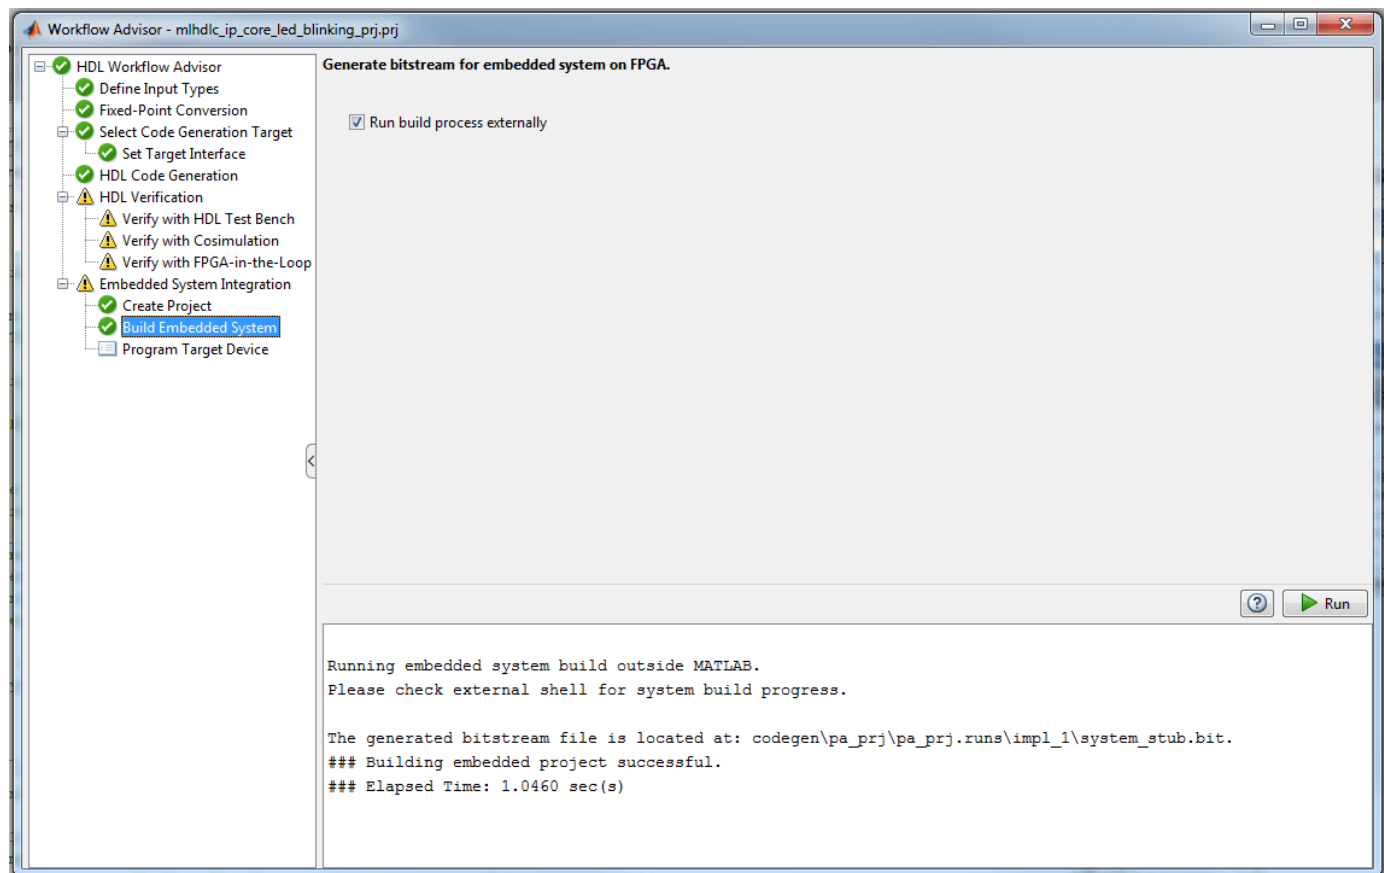 Workflow Advisor - mlhdlc_ip_core_led_blinking_prj.prj
HDL Workflow Advisor
Define Input Types
Fixed-Point Conversion
Select Code Generation Target
Set Target Interface
HDL Code Generation
HDL Verification
Verify with HDL Test Bench
Verify with Cosimulation
Verify with FPGA-in-the-Loop
Embedded System Integration
Create Project
Build Embedded System
Program Target Device
Generate bitstream for embedded system on FPGA.
Run build process externally
Run
Running embedded system build outside MATLAB.
Please check external shell for system build progress.
The generated bitstream file is located at: codegen\pa_prj\pa_prj.runs\impl_1\system_stub.bit.
### Building embedded project successful.
### Elapsed Time: 1.0460 sec(s)